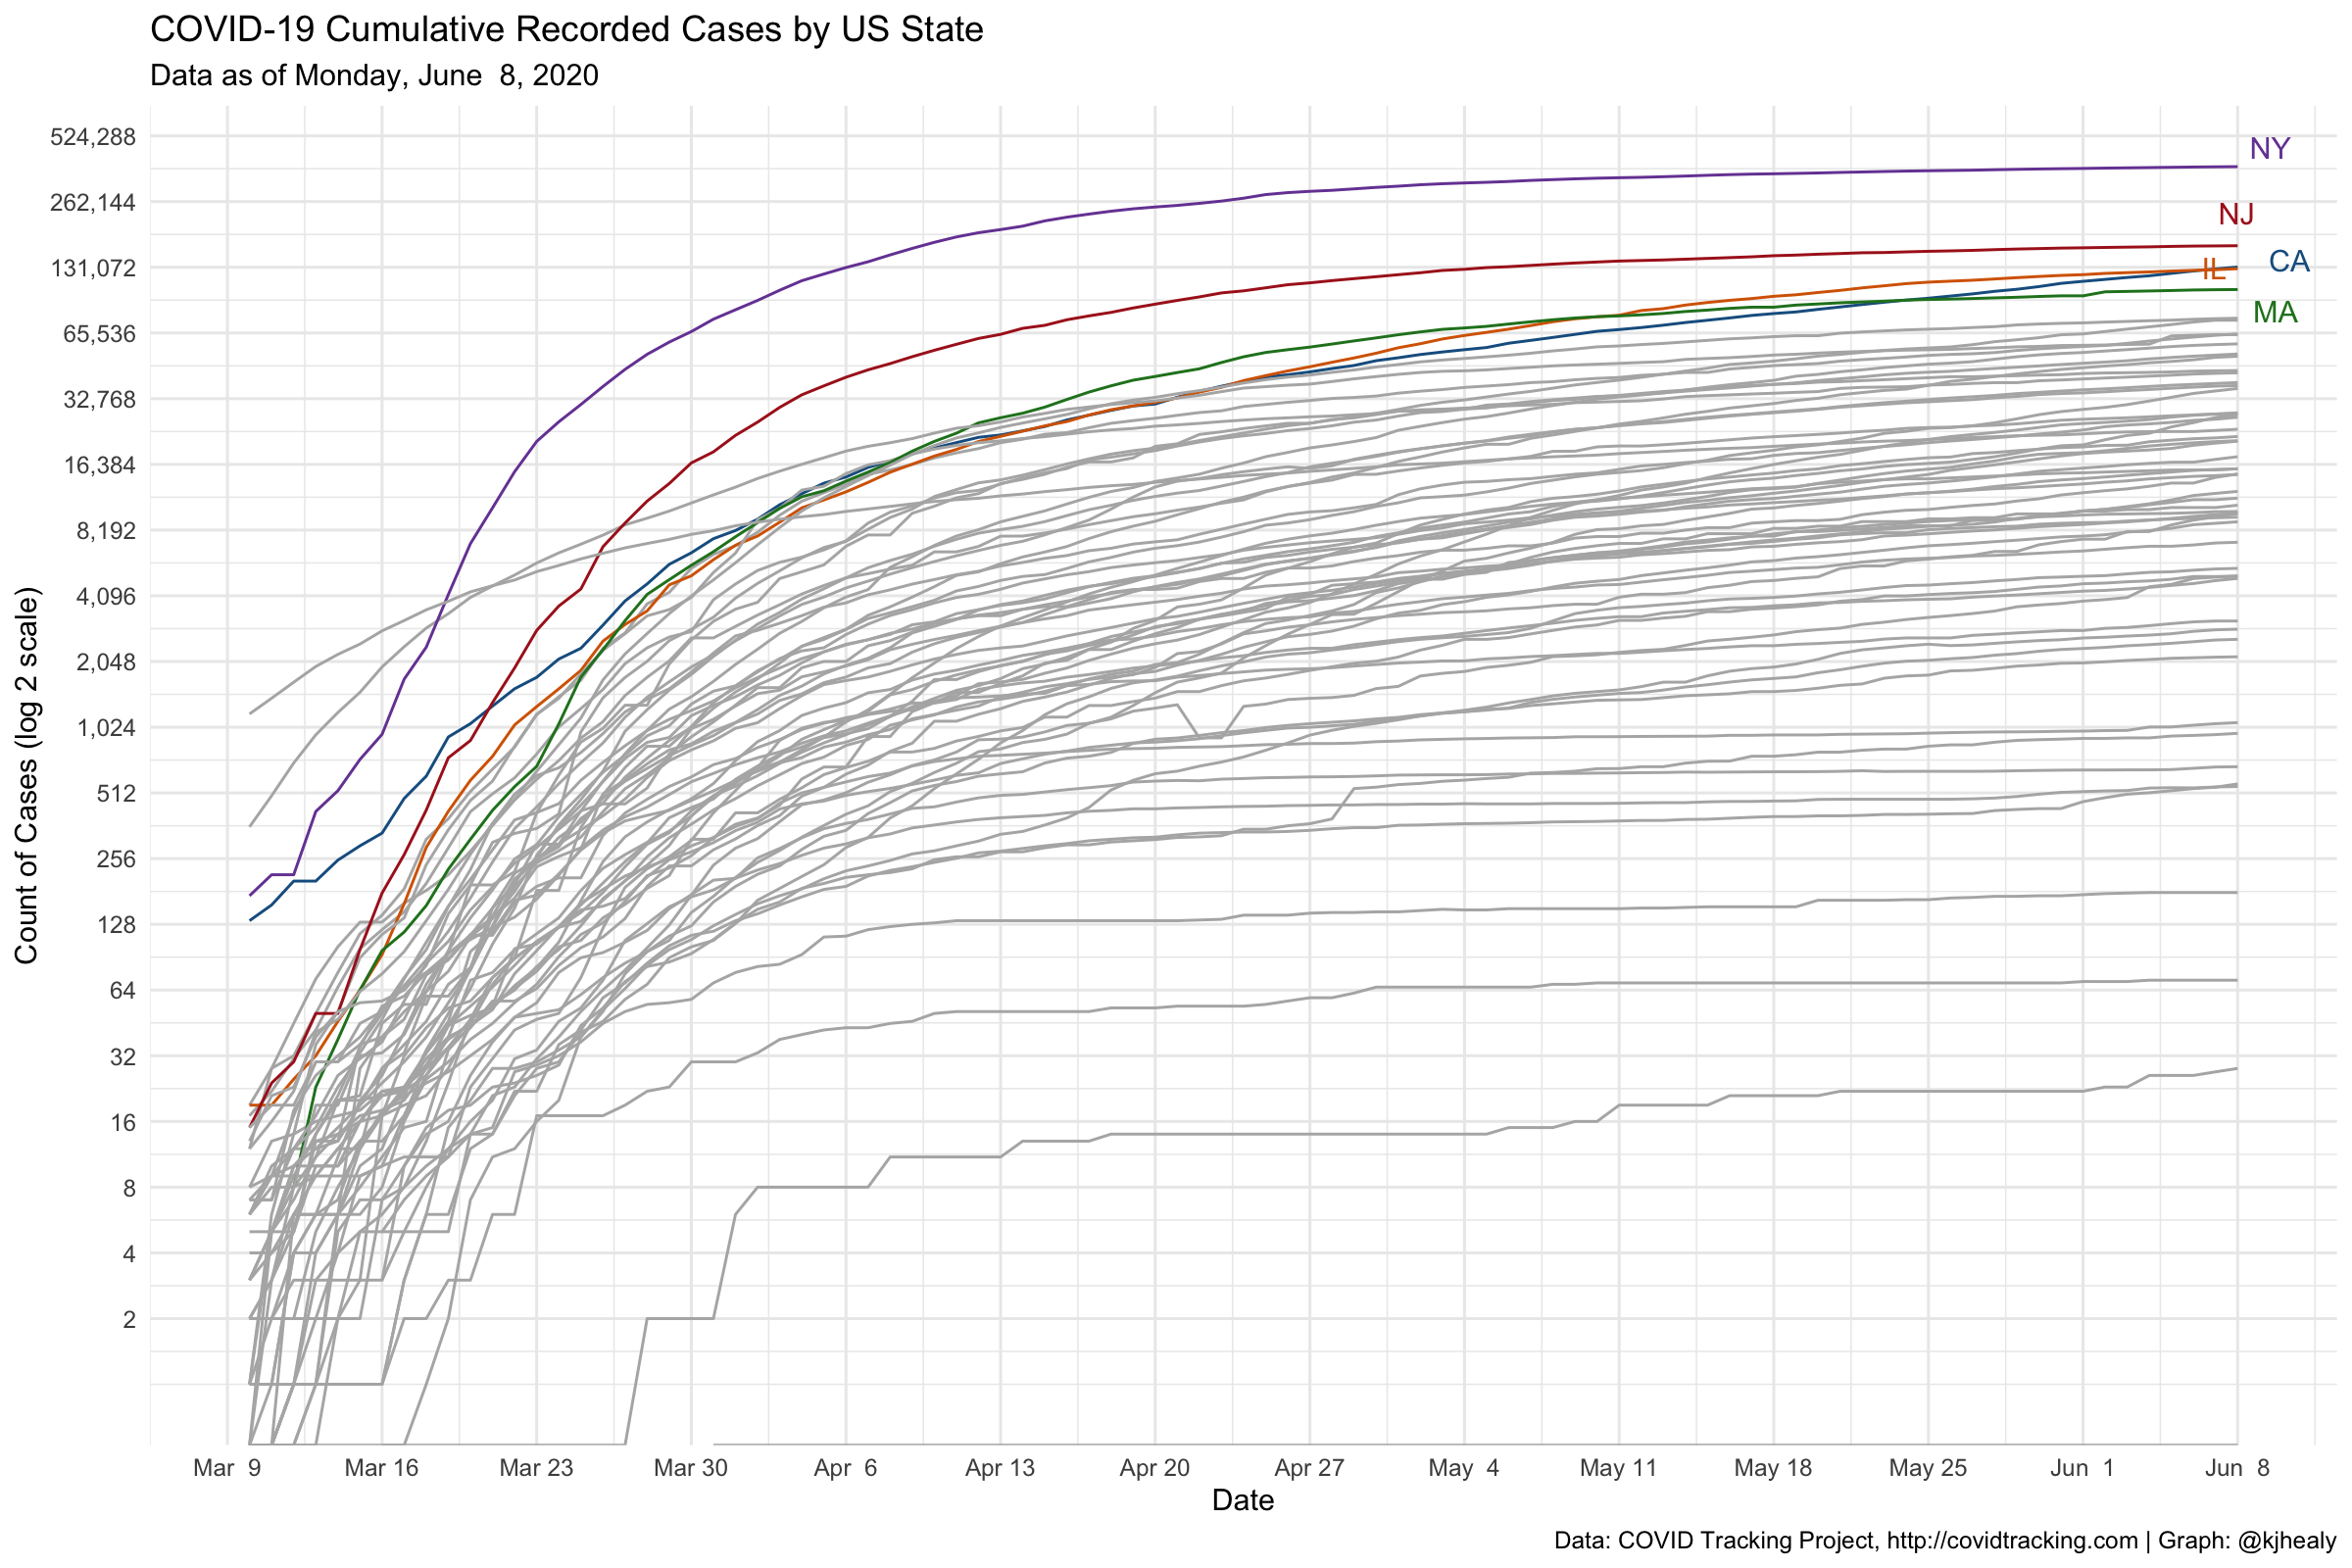 COVID-19 Cumulative Recorded Cases by US State
Data as of Monday, June  8, 2020
Count of Cases (log 2 scale)
524,288
262,144
131,072
65,536
32,768
16,384
8,192
4,096
2,048
1,024
512
256
128
64
32
16
8
4
2
NY
NJ
CA
IL
MA
Mar  9
Mar 16
Mar 23
Mar 30
Apr  6
Apr 13
Apr 20
Apr 27
May  4
May 11
May 18
May 25
Jun  1
Jun  8
Date
Data: COVID Tracking Project, http://covidtracking.com | Graph: @kjhealy